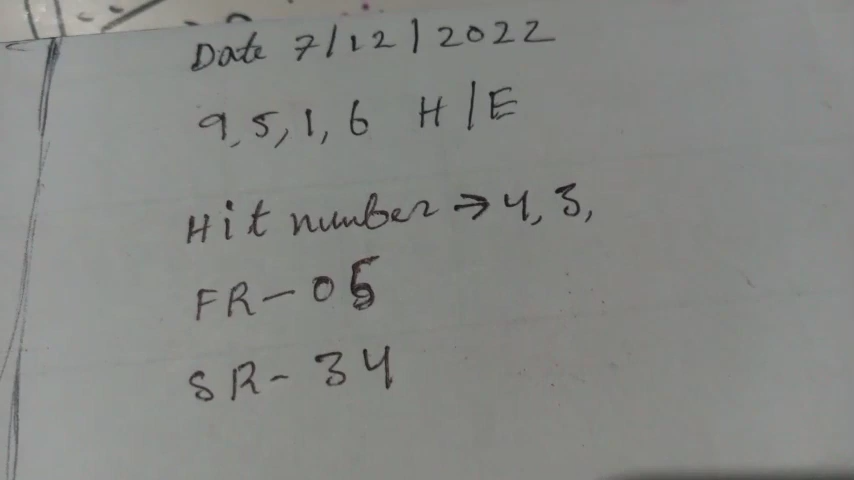 Date 7/12/2022
9,5,1,6 H/E
Hit number → 4,3,
FR-05
SR-34